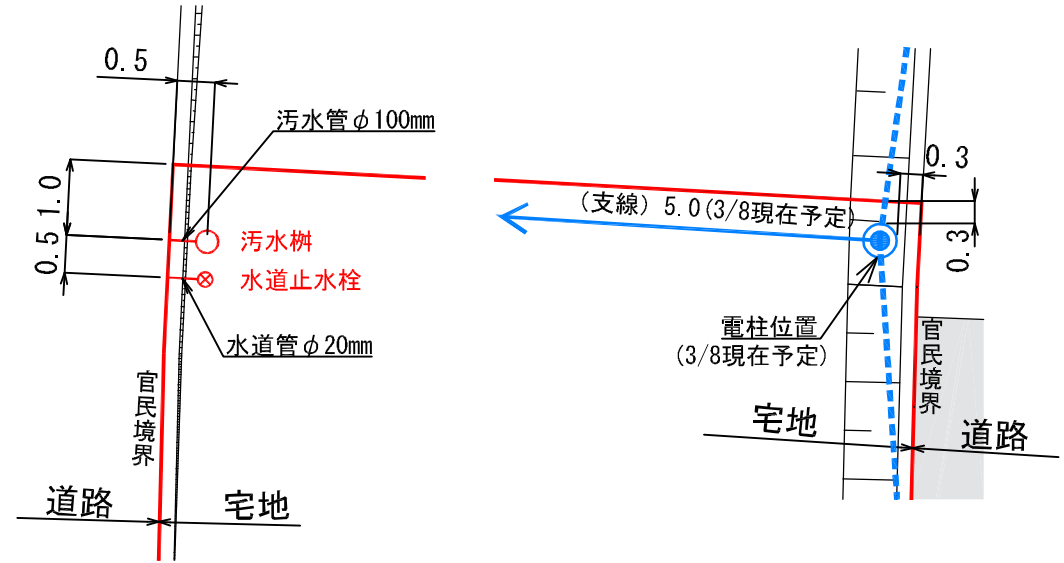 0.5
汚水管φ100mm
1.0
0.5
汚水桝
水道止水栓
水道管φ20mm
官民境界
道路
宅地
(支線) 5.0(3/8現在予定)
0.3
0.3
電柱位置
(3/8現在予定)
官民境界
宅地
道路